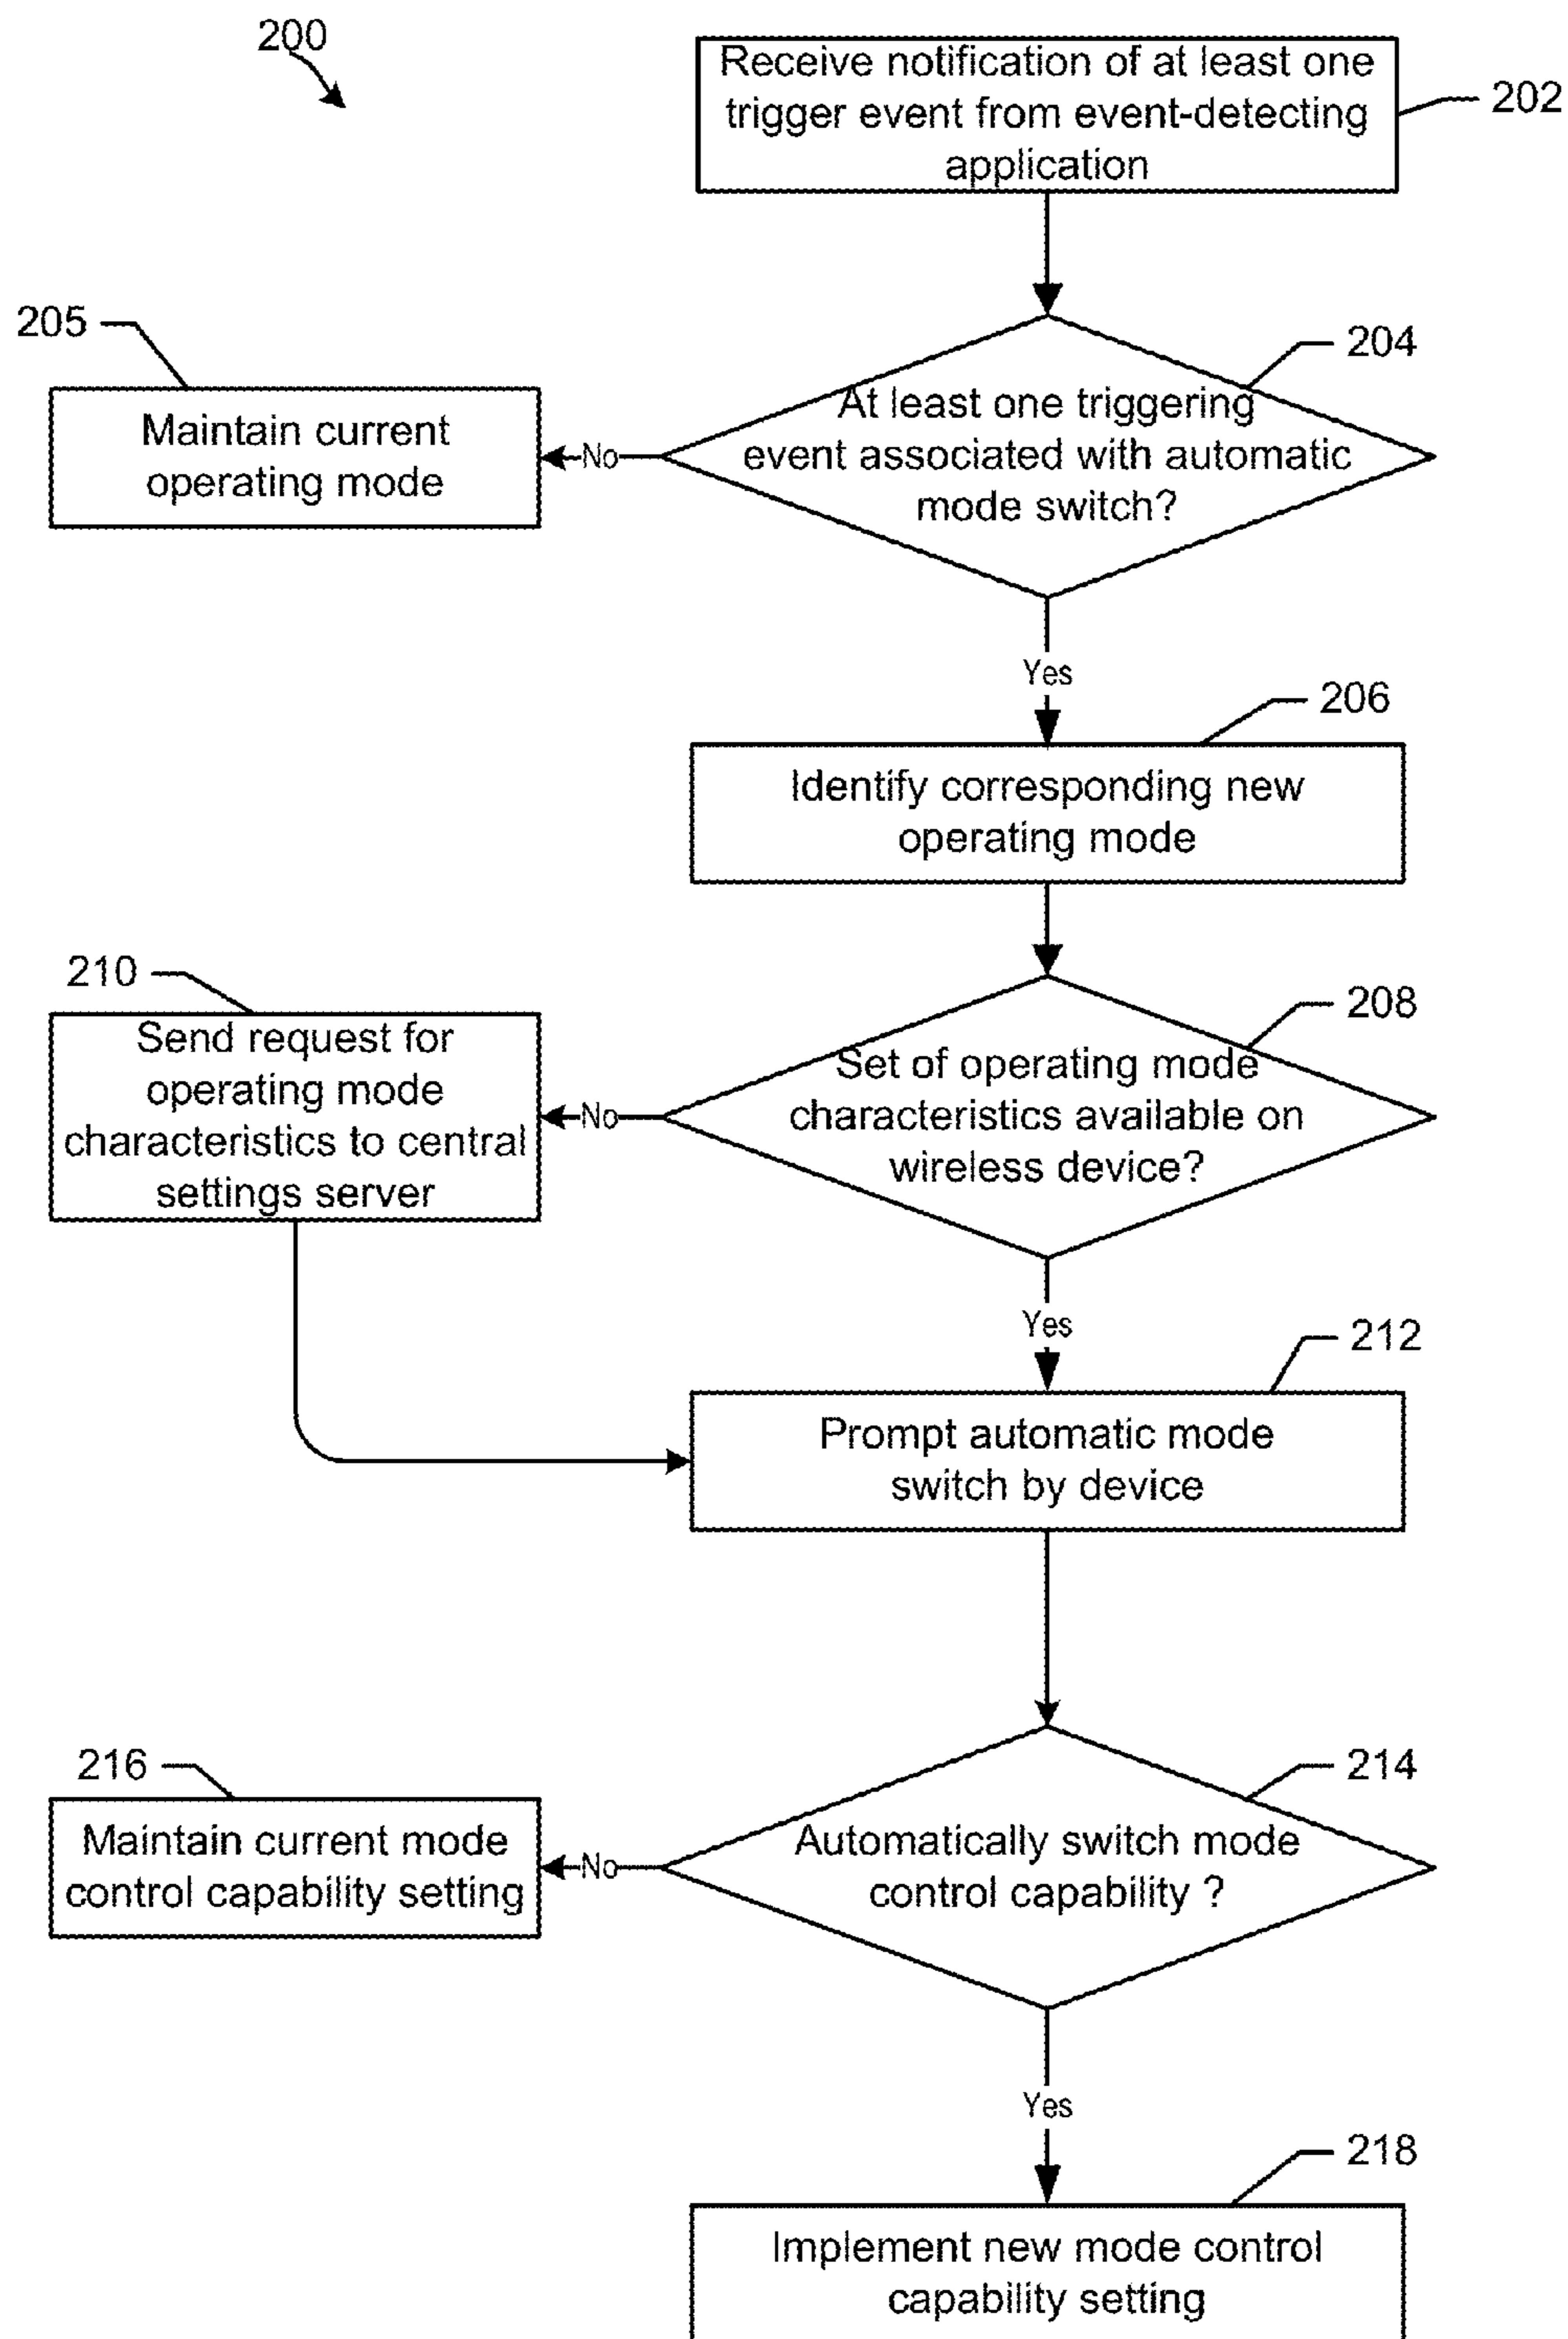 200
Receive notification of at least one
trigger event from event-detecting
application
202
204
At least one triggering
event associated with automatic
mode switch?
No
205
Maintain current
operating mode
Yes
206
Identify corresponding new
operating mode
208
Set of operating mode
characteristics available on
wireless device?
No
210
Send request for
operating mode
characteristics to central
settings server
Yes
212
Prompt automatic mode
switch by device
214
Automatically switch mode
control capability ?
No
216
Maintain current mode
control capability setting
Yes
218
Implement new mode control
capability setting